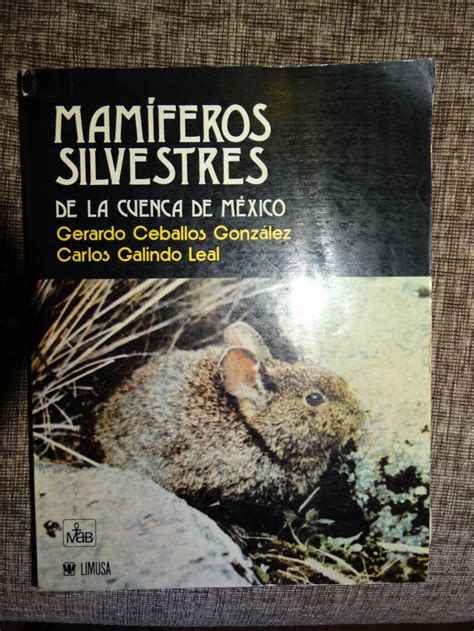 MAMÍFEROS
SILVESTRES
DE LA CUENCA DE MÉXICO
Gerardo Ceballos González
Carlos Galindo Leal
MAB
LIMUSA